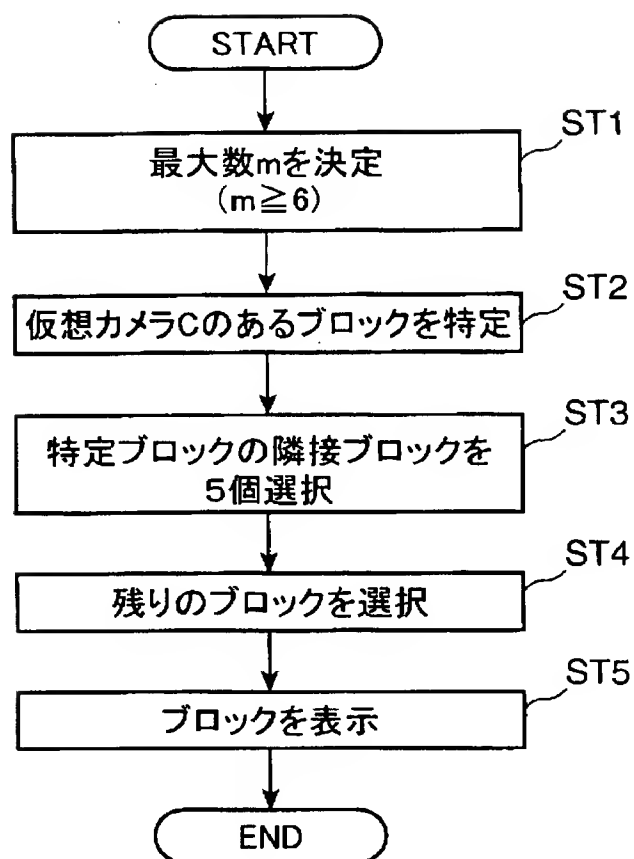 START
ST1
最大数mを決定
(m≧6)
ST2
仮想カメラCのあるブロックを特定
ST3
特定ブロックの隣接ブロックを
5個選択
ST4
残りのブロックを選択
ST5
ブロックを表示
END